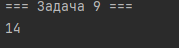 === Задача 9 ===
14